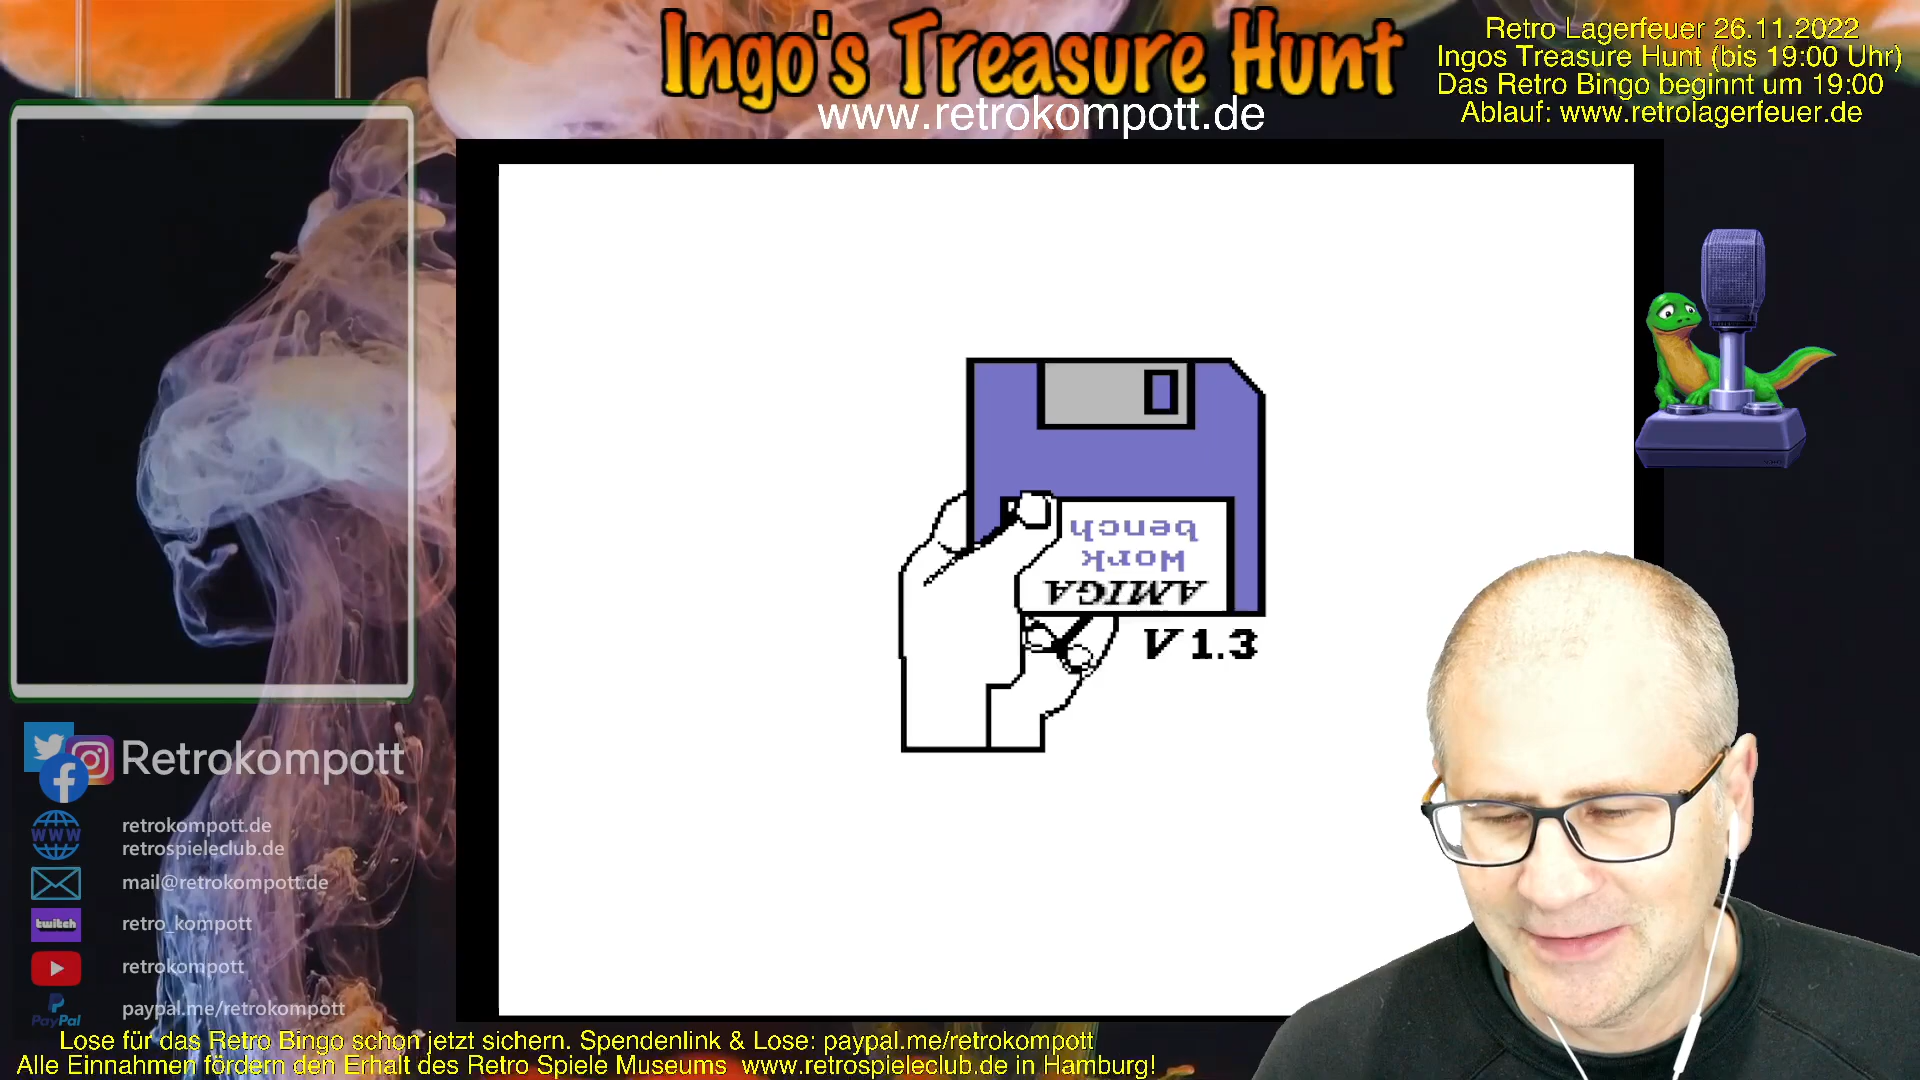 Ingo's Treasure Hunt
www.retrokompott.de
Retro Lagerfeuer 26.11.2022
Ingos Treasure Hunt (bis 19:00 Uhr)
Das Retro Bingo beginnt um 19:00
Ablauf: www.retrolagerfeuer.de
bench
Work
AMIGA
V1.3
Retrokompott
WWW
retrokompott.de
retrospieleclub.de
mail@retrokompott.de
twitch
retro_kompott
retrokompott
PayPal
paypal.me/retrokompott
Lose für das Retro Bingo schon jetzt sichern. Spendenlink & Lose: paypal.me/retrokompott
Alle Einnahmen fördern den Erhalt des Retro Spiele Museums www.retrospieleclub.de in Hamburg!